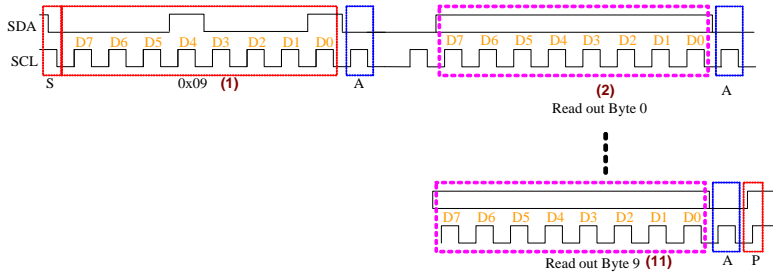 SDA
D7 D6 D5 D4 D3 D2 D1 D0 D7 D6 D5 D4 D3 D2 D1 D0
SCL
S 0x09 (1) A (2) A
Read out Byte 0
D7 D6 D5 D4 D3 D2 D1 D0
Read out Byte 9 (11) A P